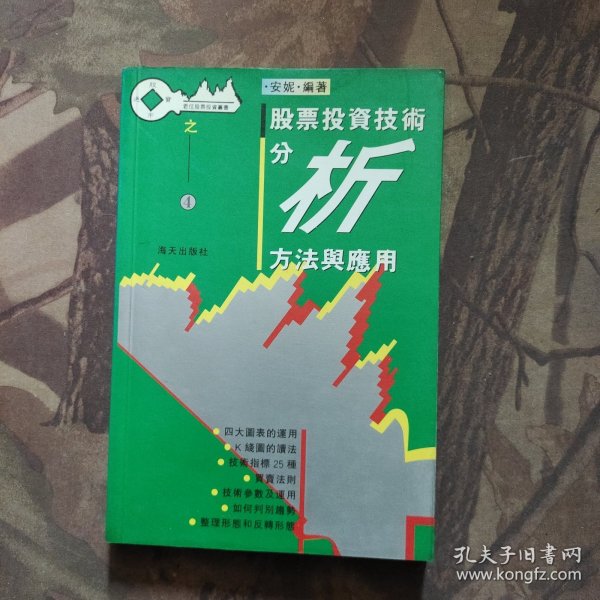 ·安妮·編著
股票投資技術
分析
方法與應用
之
4
海天出版社
四大圖表的運用
K綫圖的讀法
技術指標25種
買賣法則
技術參數及運用
如何判別趨勢
整理形態和反轉形態
孔夫子旧书网
www.kongfz.com